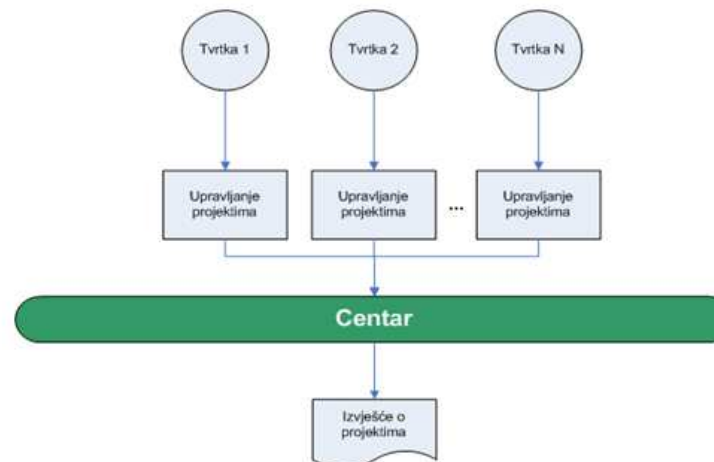 Tvrtka 1
Tvrtka 2
Tvrtka N
Upravljanje
projektima
Upravljanje
projektima
...
Upravljanje
projektima
Centar
Izvješće o
projektima